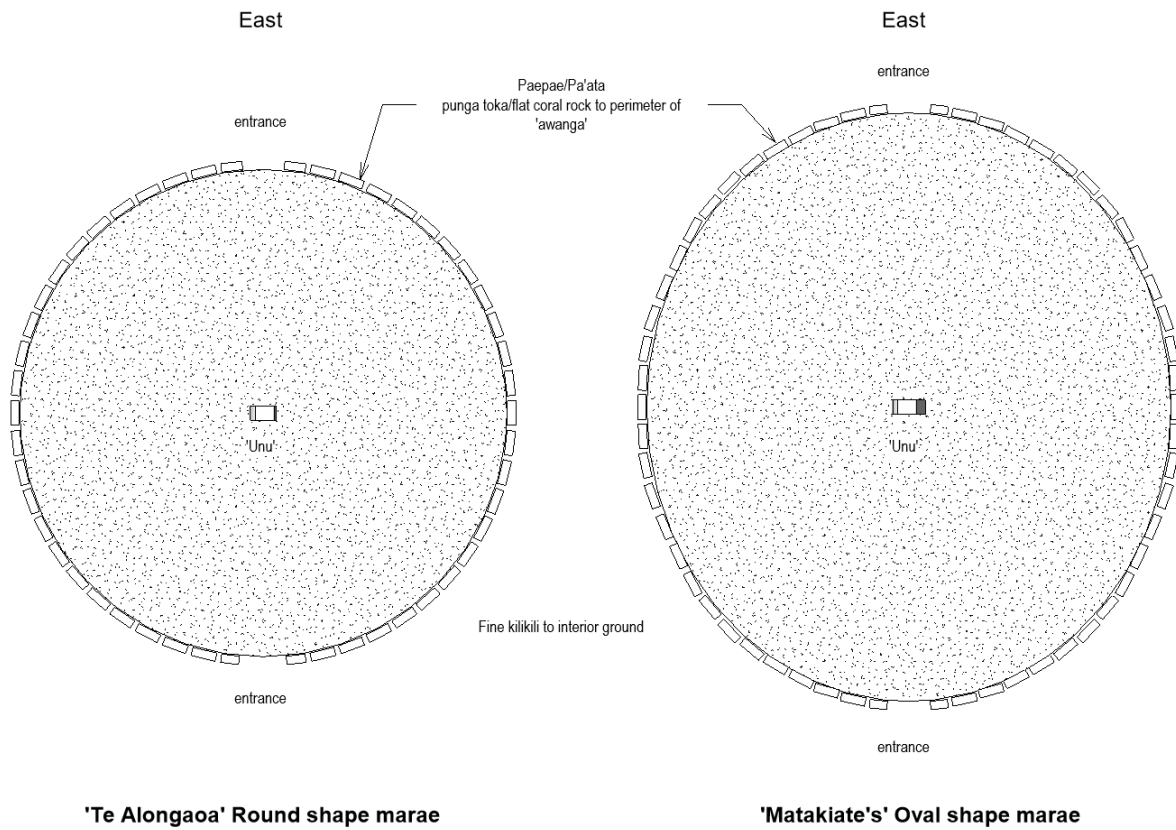 East
East
entrance
Paepae/Pa'ata
punga toka/flat coral rock to perimeter of
'awanga'
entrance
'Unu'
'Unu'
Fine kilikili to interior ground
entrance
entrance
'Te Alongaoa' Round shape marae
'Matakiate's' Oval shape marae